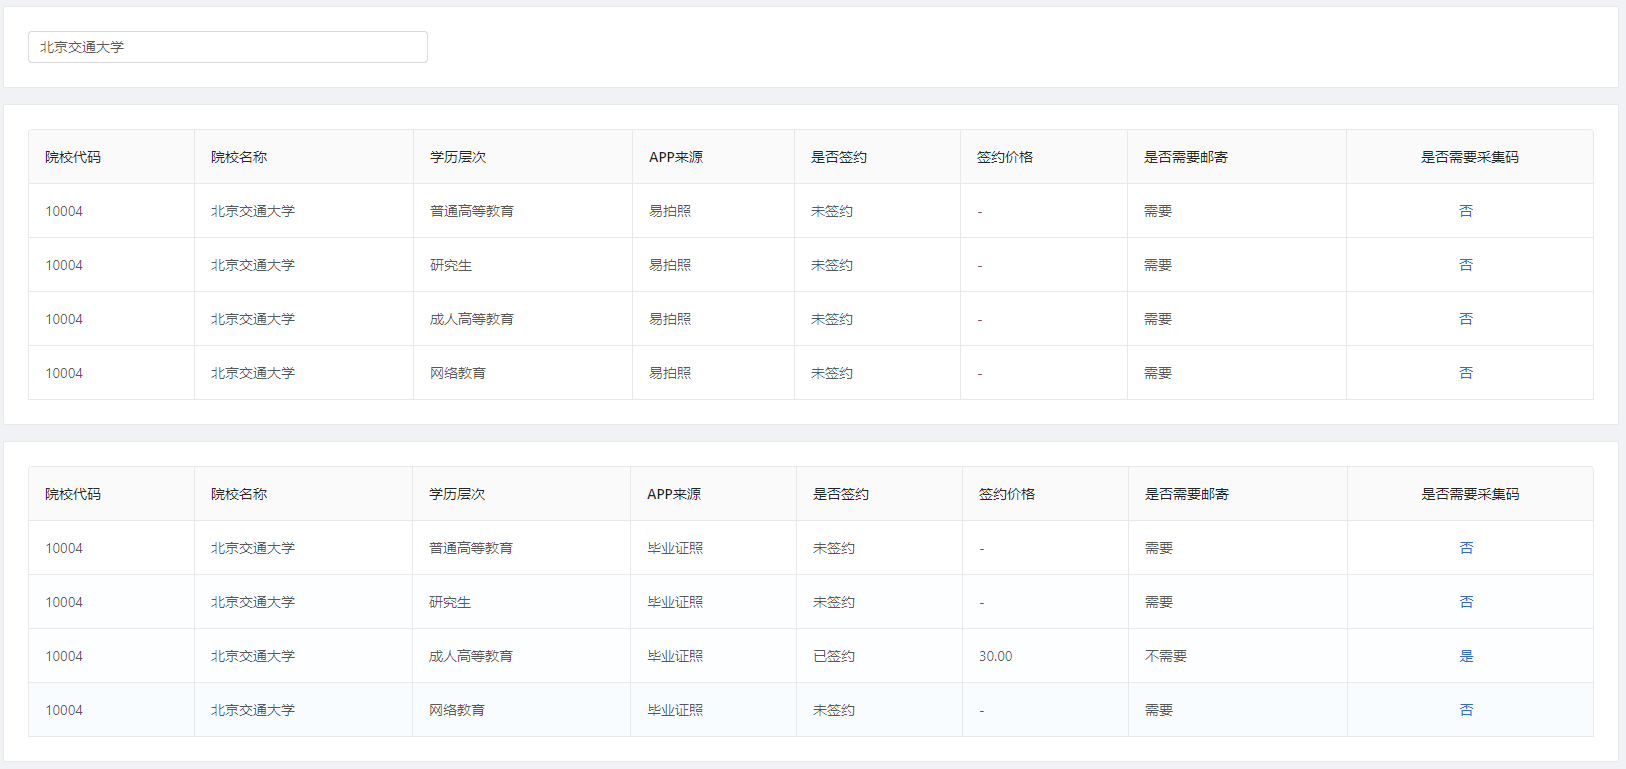 北京交通大学
院校代码 院校名称 学历层次 APP来源 是否签约 签约价格 是否需要邮寄 是否需要采集码
10004 北京交通大学 普通高等教育 易拍照 未签约 - 需要 否
10004 北京交通大学 研究生 易拍照 未签约 - 需要 否
10004 北京交通大学 成人高等教育 易拍照 未签约 - 需要 否
10004 北京交通大学 网络教育 易拍照 未签约 - 需要 否
院校代码 院校名称 学历层次 APP来源 是否签约 签约价格 是否需要邮寄 是否需要采集码
10004 北京交通大学 普通高等教育 毕业证照 未签约 - 需要 否
10004 北京交通大学 研究生 毕业证照 未签约 - 需要 否
10004 北京交通大学 成人高等教育 毕业证照 已签约 30.00 不需要 是
10004 北京交通大学 网络教育 毕业证照 未签约 - 需要 否